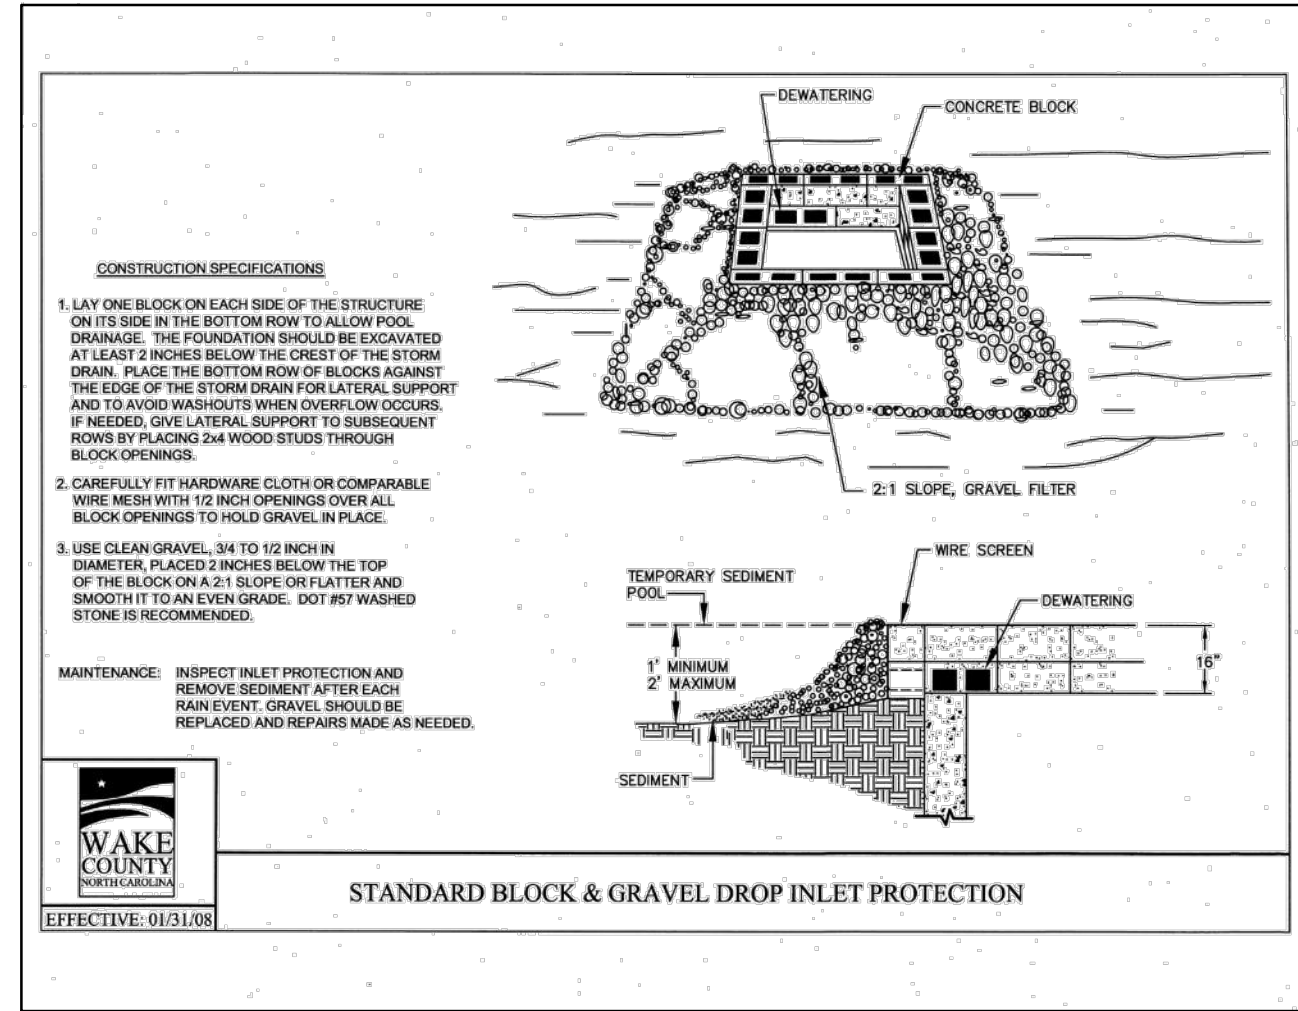 DEWATERING
CONCRETE BLOCK
2:1 SLOPE, GRAVEL FILTER
CONSTRUCTION SPECIFICATIONS
1. LAY ONE BLOCK ON EACH SIDE OF THE STRUCTURE
ON ITS SIDE IN THE BOTTOM ROW TO ALLOW POOL
DRAINAGE. THE FOUNDATION SHOULD BE EXCAVATED
AT LEAST 2 INCHES BELOW THE CREST OF THE STORM
DRAIN. PLACE THE BOTTOM ROW OF BLOCKS AGAINST
THE EDGE OF THE STORM DRAIN FOR LATERAL SUPPORT
AND TO AVOID WASHOUTS WHEN OVERFLOW OCCURS.
IF NEEDED, GIVE LATERAL SUPPORT TO SUBSEQUENT
ROWS BY PLACING 2x4 WOOD STUDS THROUGH
BLOCK OPENINGS.
2. CAREFULLY FIT HARDWARE CLOTH OR COMPARABLE
WIRE MESH WITH 1/2 INCH OPENINGS OVER ALL
BLOCK OPENINGS TO HOLD GRAVEL IN PLACE.
3. USE CLEAN GRAVEL, 3/4 TO 1/2 INCH IN
DIAMETER, PLACED 2 INCHES BELOW THE TOP
OF THE BLOCK ON A 2:1 SLOPE OR FLATTER AND
SMOOTH IT TO AN EVEN GRADE. DOT #57 WASHED
STONE IS RECOMMENDED.
MAINTENANCE: INSPECT INLET PROTECTION AND
REMOVE SEDIMENT AFTER EACH
RAIN EVENT. GRAVEL SHOULD BE
REPLACED AND REPAIRS MADE AS NEEDED.
WIRE SCREEN
TEMPORARY SEDIMENT
POOL
DEWATERING
1' MINIMUM
2' MAXIMUM
16"
SEDIMENT
WAKE
COUNTY
NORTH CAROLINA
EFFECTIVE: 01/31/08
STANDARD BLOCK & GRAVEL DROP INLET PROTECTION